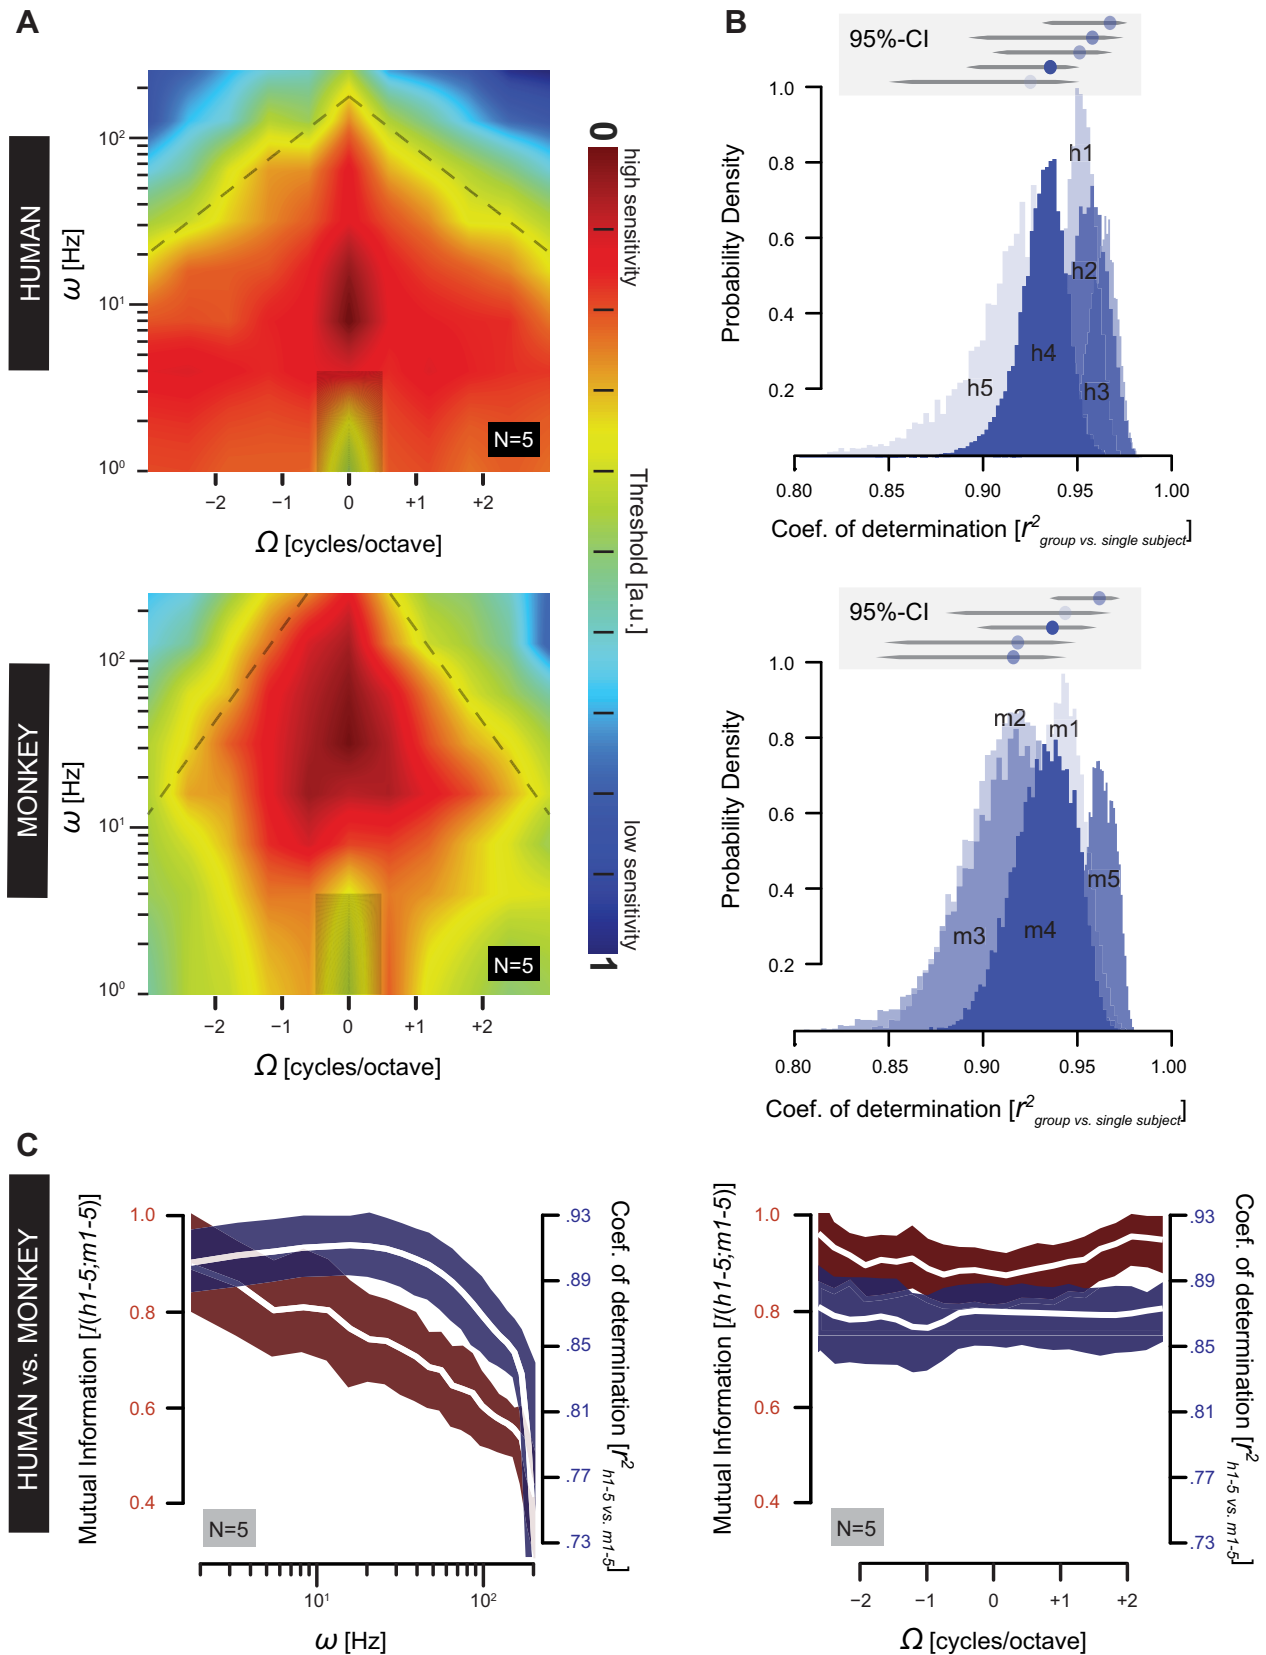 A
HUMAN
ω [Hz]
10²
10¹
10⁰
N=5
−2
−1
0
+1
+2
Ω [cycles/octave]
0
high sensitivity
Threshold [a.u.]
low sensitivity
1
MONKEY
ω [Hz]
10²
10¹
10⁰
N=5
−2
−1
0
+1
+2
Ω [cycles/octave]
B
95%-CI
Probability Density
1.0
0.8
0.6
0.4
0.2
h1
h2
h3
h4
h5
0.80
0.85
0.90
0.95
1.00
Coef. of determination [r² group vs. single subject]
95%-CI
Probability Density
1.0
0.8
0.6
0.4
0.2
m2
m1
m5
m3
m4
0.80
0.85
0.90
0.95
1.00
Coef. of determination [r² group vs. single subject]
C
HUMAN vs. MONKEY
Mutual Information [I(h1-5;m1-5)]
1.0
0.8
0.6
0.4
N=5
.93
.89
.85
.81
.77
.73
Coef. of determination [r² h1-5 vs. m1-5]
10¹
10²
ω [Hz]
Mutual Information [I(h1-5;m1-5)]
1.0
0.8
0.6
0.4
N=5
.93
.89
.85
.81
.77
.73
Coef. of determination [r² h1-5 vs. m1-5]
−2
−1
0
+1
+2
Ω [cycles/octave]